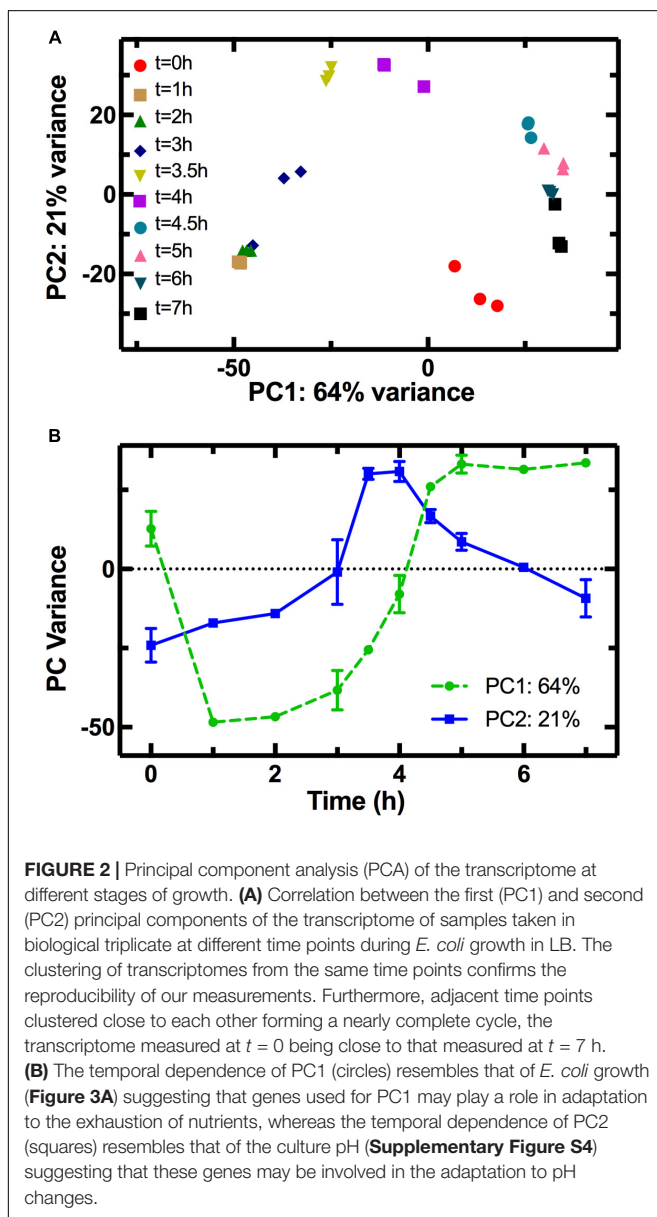 A
t=0h
t=1h
t=2h
t=3h
t=3.5h
t=4h
t=4.5h
t=5h
t=6h
t=7h
20
0
-20
PC2: 21% variance
-50
0
PC1: 64% variance
B
0
-50
PC Variance
PC1: 64%
PC2: 21%
0
2
4
6
Time (h)
FIGURE 2 | Principal component analysis (PCA) of the transcriptome at
different stages of growth. (A) Correlation between the first (PC1) and second
(PC2) principal components of the transcriptome of samples taken in
biological triplicate at different time points during E. coli growth in LB. The
clustering of transcriptomes from the same time points confirms the
reproducibility of our measurements. Furthermore, adjacent time points
clustered close to each other forming a nearly complete cycle, the
transcriptome measured at t = 0 being close to that measured at t = 7 h.
(B) The temporal dependence of PC1 (circles) resembles that of E. coli growth
(Figure 3A) suggesting that genes used for PC1 may play a role in adaptation
to the exhaustion of nutrients, whereas the temporal dependence of PC2
(squares) resembles that of the culture pH (Supplementary Figure S4)
suggesting that these genes may be involved in the adaptation to pH
changes.